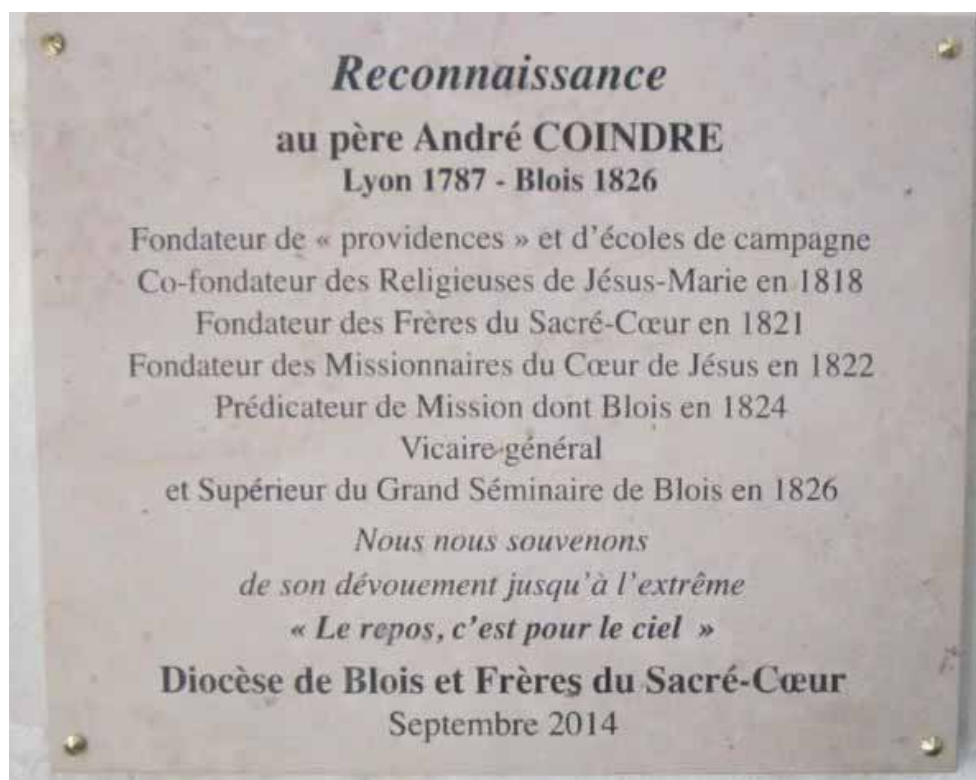 Reconnaissance
au père André COINDRE
Lyon 1787 - Blois 1826
Fondateur de « providences » et d'écoles de campagne
Co-fondateur des Religieuses de Jésus-Marie en 1818
Fondateur des Frères du Sacré-Cœur en 1821
Fondateur des Missionnaires du Cœur de Jésus en 1822
Prédicateur de Mission dont Blois en 1824
Vicaire général
et Supérieur du Grand Séminaire de Blois en 1826
Nous nous souvenons
de son dévouement jusqu'à l'extrême
« Le repos, c'est pour le ciel »
Diocèse de Blois et Frères du Sacré-Cœur
Septembre 2014